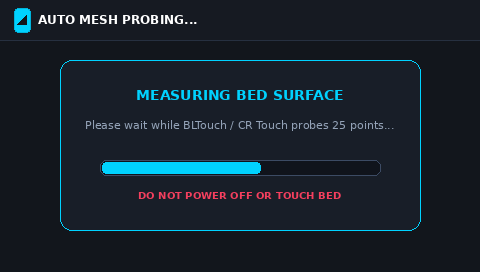 AUTO MESH PROBING...
MEASURING BED SURFACE
Please wait while BLTouch / CR Touch probes 25 points...
DO NOT POWER OFF OR TOUCH BED